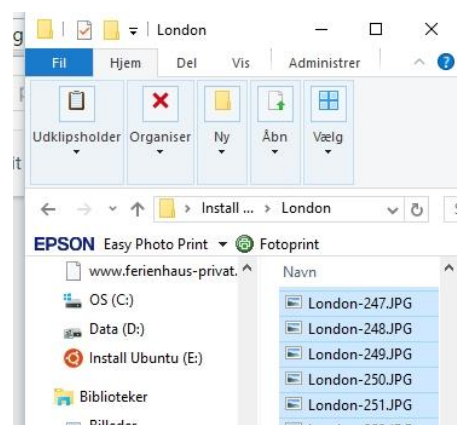 London
Fil Hjem Del Vis Administrer
Udklipsholder Organiser Ny Åbn Vælg
Install ... > London
EPSON Easy Photo Print Fotoprint
www.ferienhaus-privat.
Navn
OS (C:)
London-247.JPG
Data (D:)
London-248.JPG
Install Ubuntu (E:)
London-249.JPG
London-250.JPG
Biblioteker
London-251.JPG
Billeder